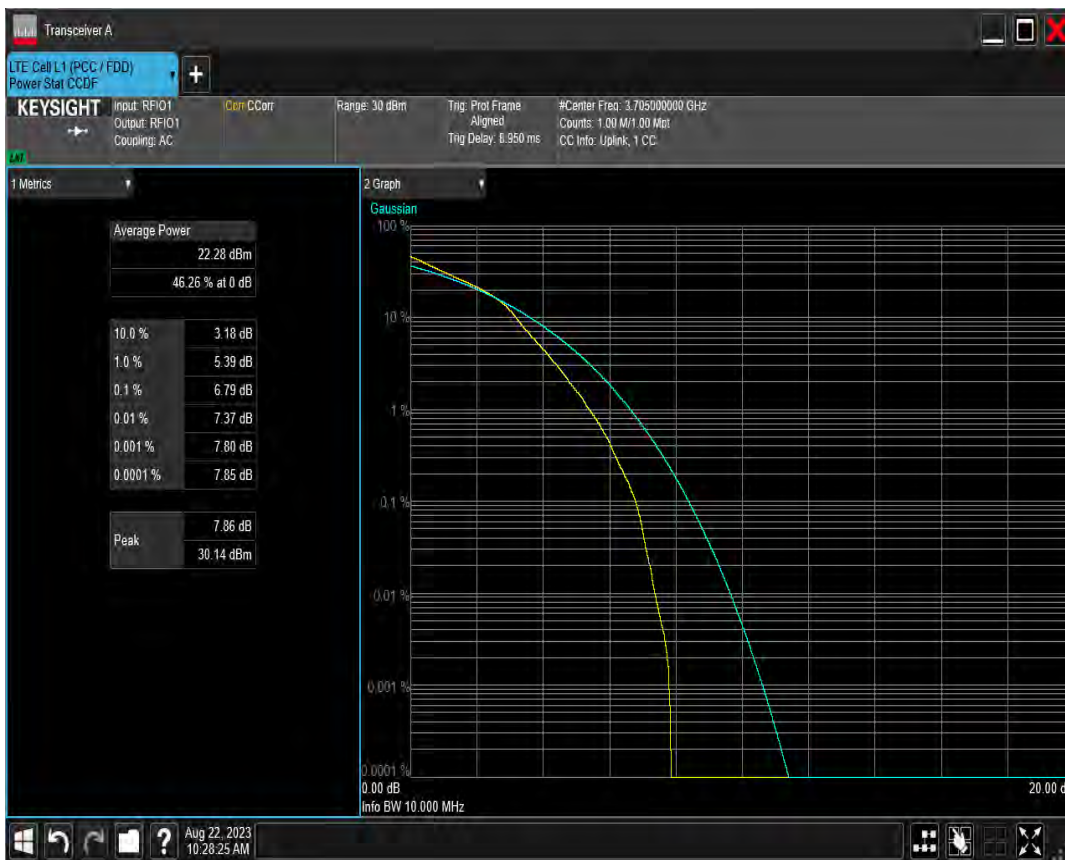 Transceiver A
LTE Cell L1 (PCC / FDD)
Power Stat CCDF
+
KEYSIGHT
LXI
Input: RFIO1
Output: RFIO1
Coupling: AC
Corr CCorr
Range: 30 dBm
Trig: Prot Frame
Aligned
Trig Delay: 8.950 ms
#Center Freq: 3.705000000 GHz
Counts: 1.00 M/1.00 Mpt
CC Info: Uplink, 1 CC
1 Metrics
Average Power
22.28 dBm
46.26 % at 0 dB
10.0 % 3.18 dB
1.0 % 5.39 dB
0.1 % 6.79 dB
0.01 % 7.37 dB
0.001 % 7.80 dB
0.0001 % 7.85 dB
Peak
7.86 dB
30.14 dBm
2 Graph
Gaussian
100 %
10 %
1 %
0.1 %
0.01 %
0.001 %
0.0001 %
0.00 dB 20.00 d
Info BW 10.000 MHz
?
Aug 22, 2023
10:28:25 AM